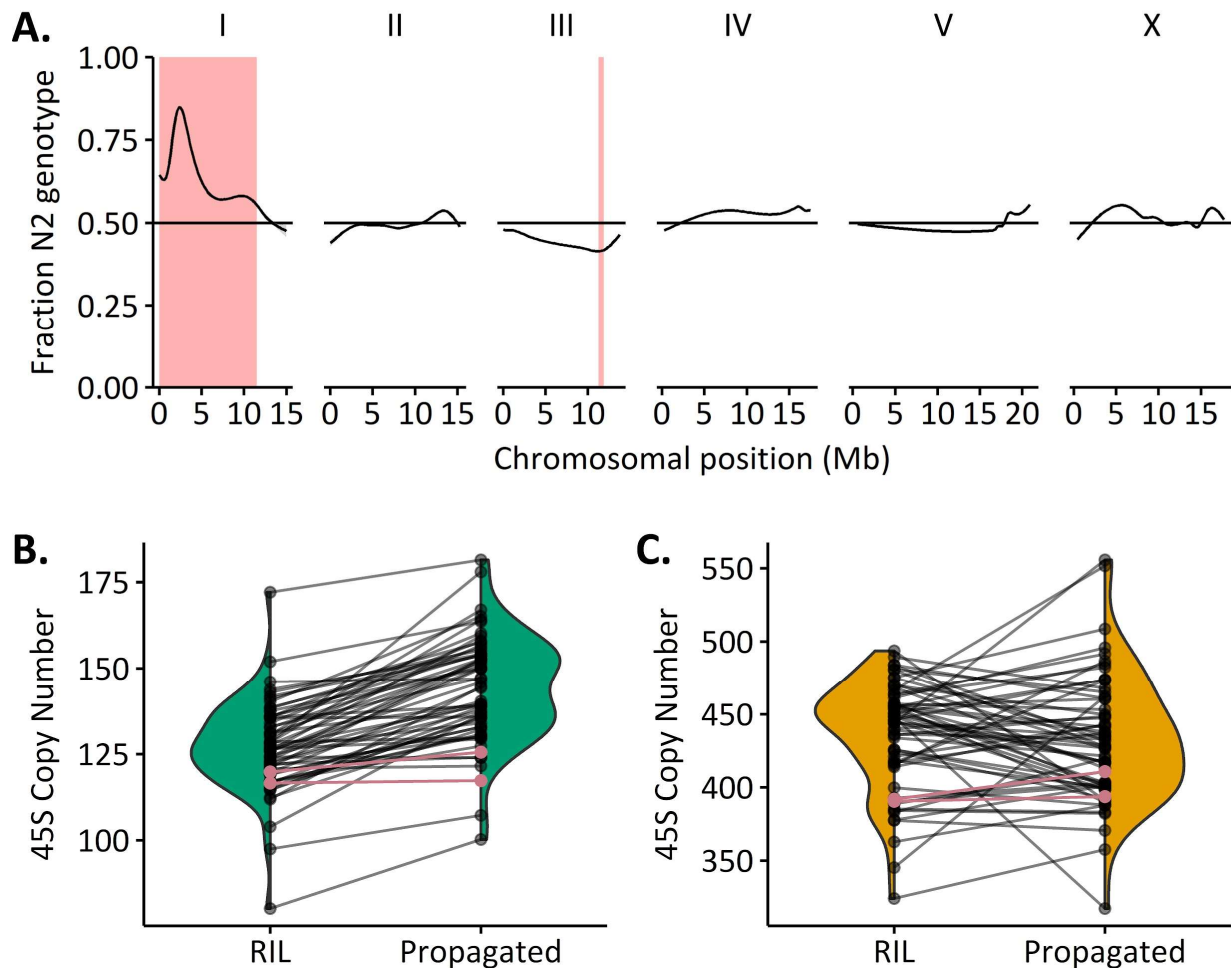 A.
I II III IV V X
Fraction N2 genotype
1.00
0.75
0.50
0.25
0.00
0 5 10 15 0 5 10 15 0 5 10 0 5 10 15 0 5 10 15 20 0 5 10 15
Chromosomal position (Mb)
B.
45S Copy Number
175
150
125
100
RIL Propagated
C.
45S Copy Number
550
500
450
400
350
RIL Propagated